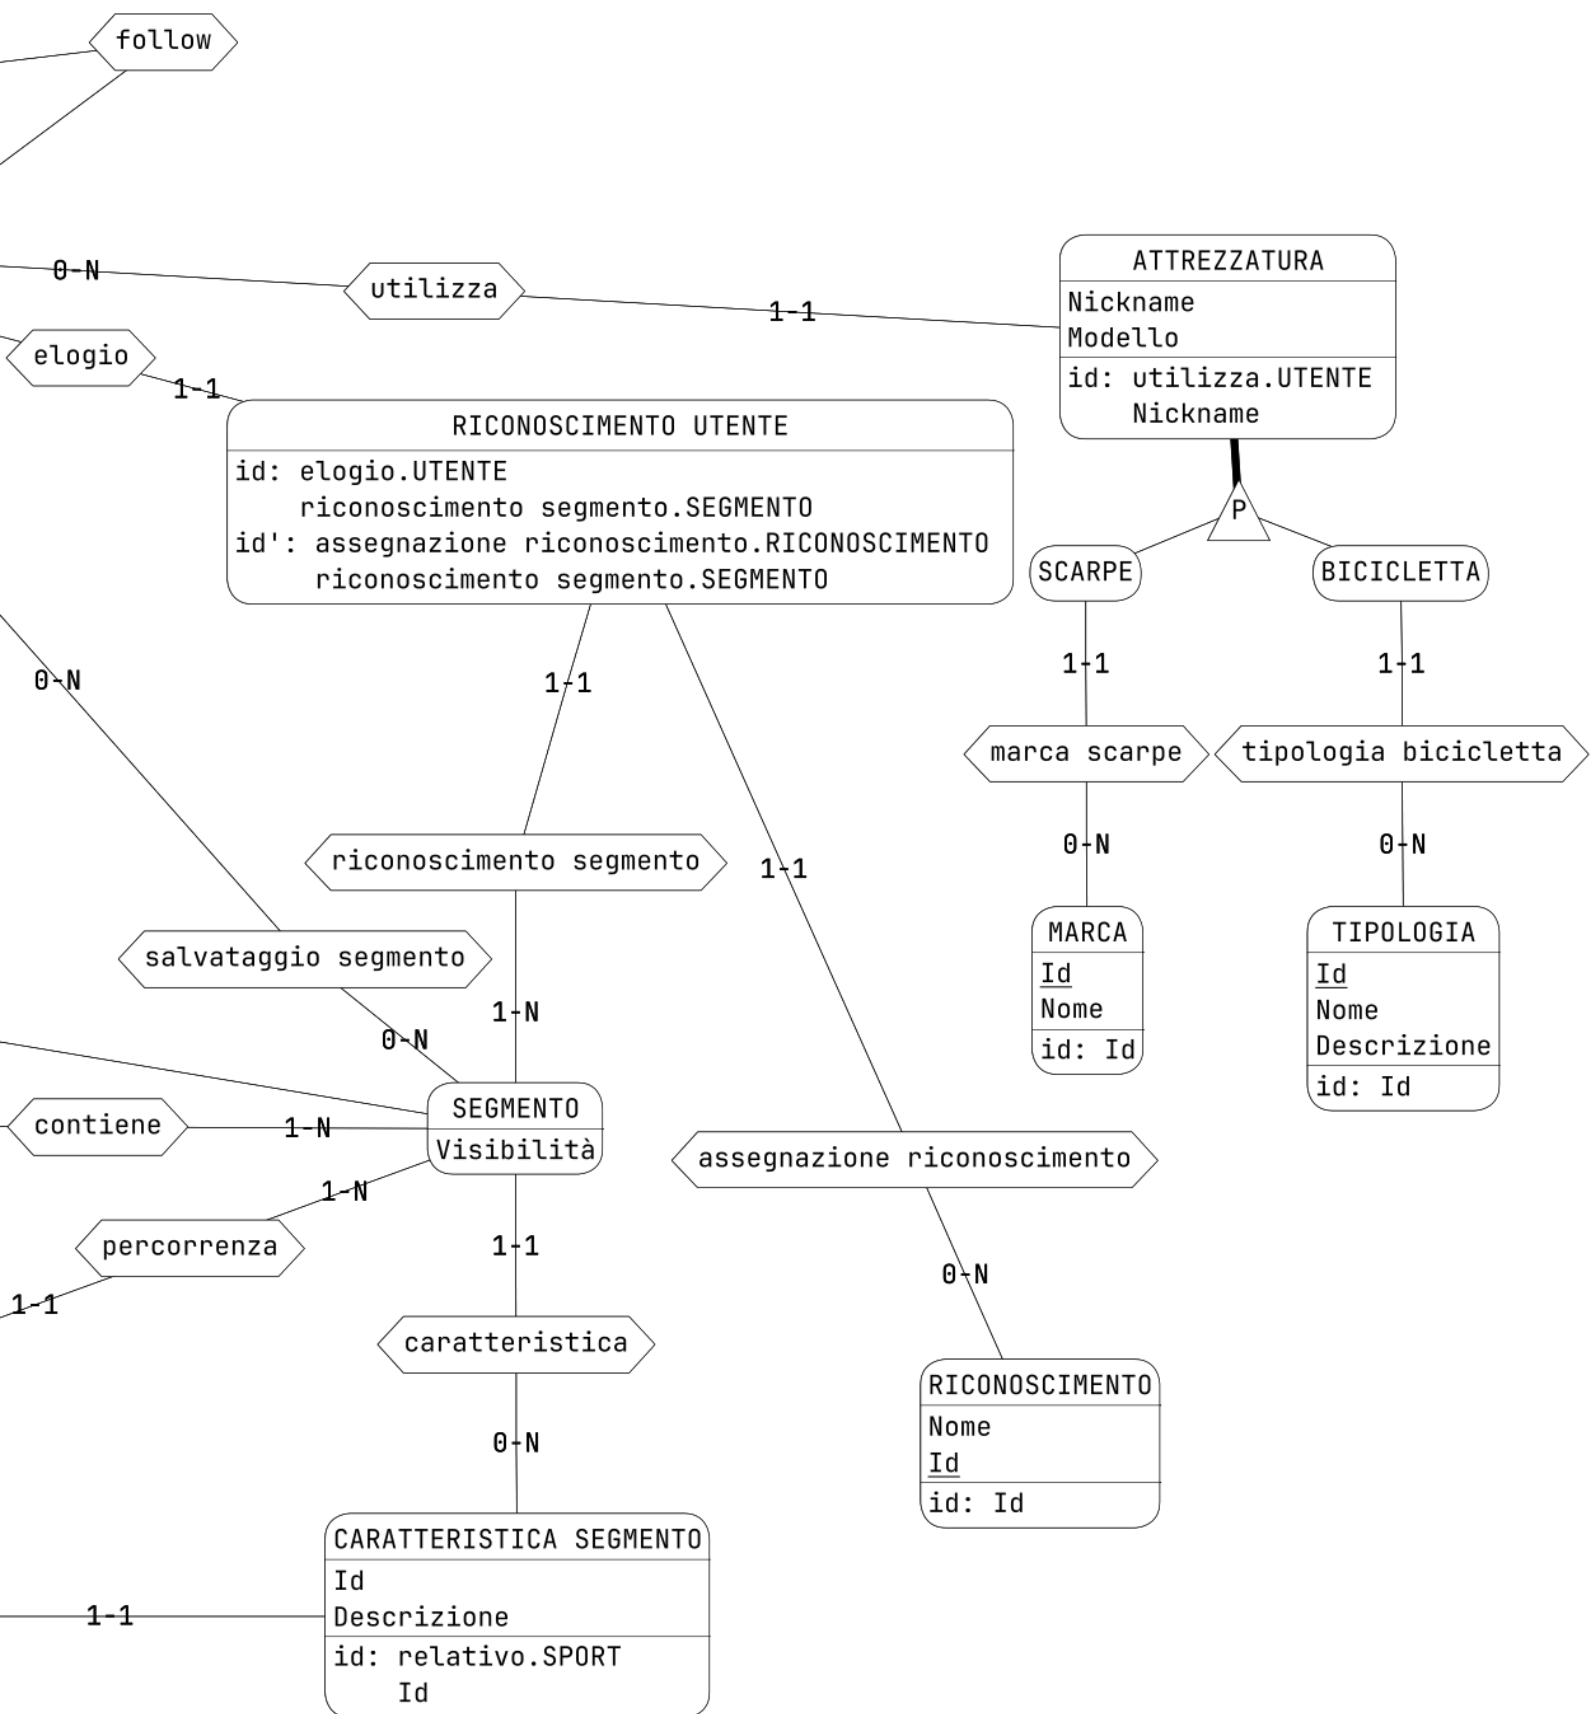 follow
0-N
utilizza
1-1
ATTREZZATURA
Nickname
Modello
id: utilizza.UTENTE
Nickname
elogio
1-1
RICONOSCIMENTO UTENTE
id: elogio.UTENTE
riconoscimento segmento.SEGMENTO
id': assegnazione riconoscimento.RICONOSCIMENTO
riconoscimento segmento.SEGMENTO
P
SCARPE
BICICLETTA
0-N
1-1
1-1
1-1
marca scarpe
tipologia bicicletta
riconoscimento segmento
1-1
0-N
0-N
salvataggio segmento
MARCA
Id
Nome
id: Id
TIPOLOGIA
Id
Nome
Descrizione
id: Id
0-N
1-N
SEGMENTO
Visibilità
contiene
1-N
assegnazione riconoscimento
1-N
percorrenza
1-1
1-1
0-N
caratteristica
RICONOSCIMENTO
Nome
Id
id: Id
0-N
CARATTERISTICA SEGMENTO
Id
Descrizione
id: relativo.SPORT
Id
1-1